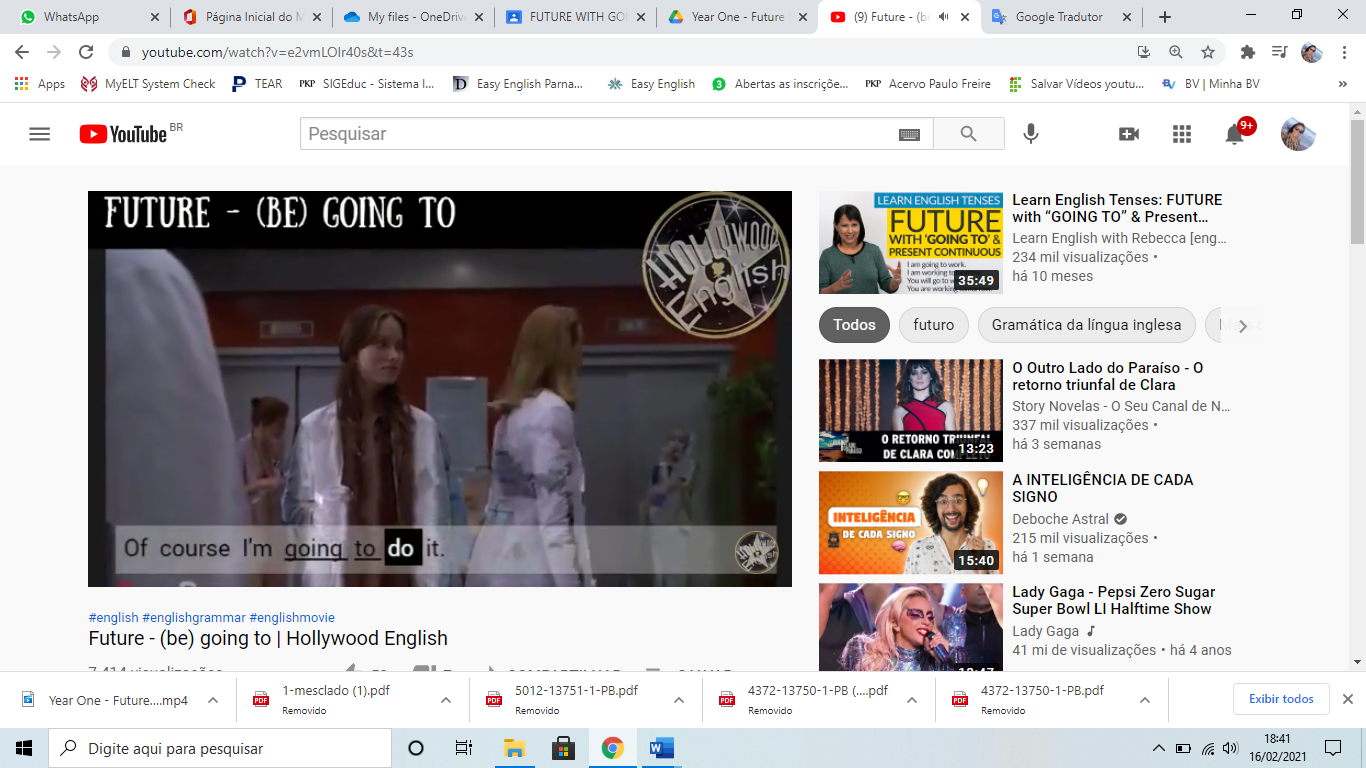 WhatsApp
Página Inicial do M
My files - OneDriv
FUTURE WITH GO
Year One - Future
(9) Future - (be
Google Tradutor
youtube.com/watch?v=e2vmLOIr40s&t=43s
Apps
MyELT System Check
TEAR
PKP SIGEduc - Sistema I...
Easy English Parna...
Easy English
3 Abertas as inscriçõe...
PKP Acervo Paulo Freire
Salvar Vídeos youtu...
BV | Minha BV
YouTube BR
Pesquisar
9+
FUTURE - (BE) GOING TO
HOLLYWOOD
English
Of course I'm going to do it.
#english #englishgrammar #englishmovie
Future - (be) going to | Hollywood English
LEARN ENGLISH TENSES
FUTURE
WITH 'GOING TO' &
PRESENT CONTINUOUS
I am going to work.
35:49
Learn English Tenses: FUTURE
with “GOING TO” & Present...
Learn English with Rebecca [eng...
234 mil visualizações •
há 10 meses
Todos
futuro
Gramática da língua inglesa
O RETORNO TRIUNFAL
DE CLARA COMPLETO
13:23
O Outro Lado do Paraíso - O
retorno triunfal de Clara
Story Novelas - O Seu Canal de N...
337 mil visualizações •
há 3 semanas
INTELIGÊNCIA
DE CADA SIGNO
15:40
A INTELIGÊNCIA DE CADA
SIGNO
Deboche Astral
215 mil visualizações •
há 1 semana
Lady Gaga - Pepsi Zero Sugar
Super Bowl LI Halftime Show
Lady Gaga
41 mi de visualizações • há 4 anos
Year One - Future....mp4
1-mesclado (1).pdf
Removido
5012-13751-1-PB.pdf
Removido
4372-13750-1-PB (....pdf
Removido
4372-13750-1-PB.pdf
Removido
Exibir todos
Digite aqui para pesquisar
18:41
16/02/2021